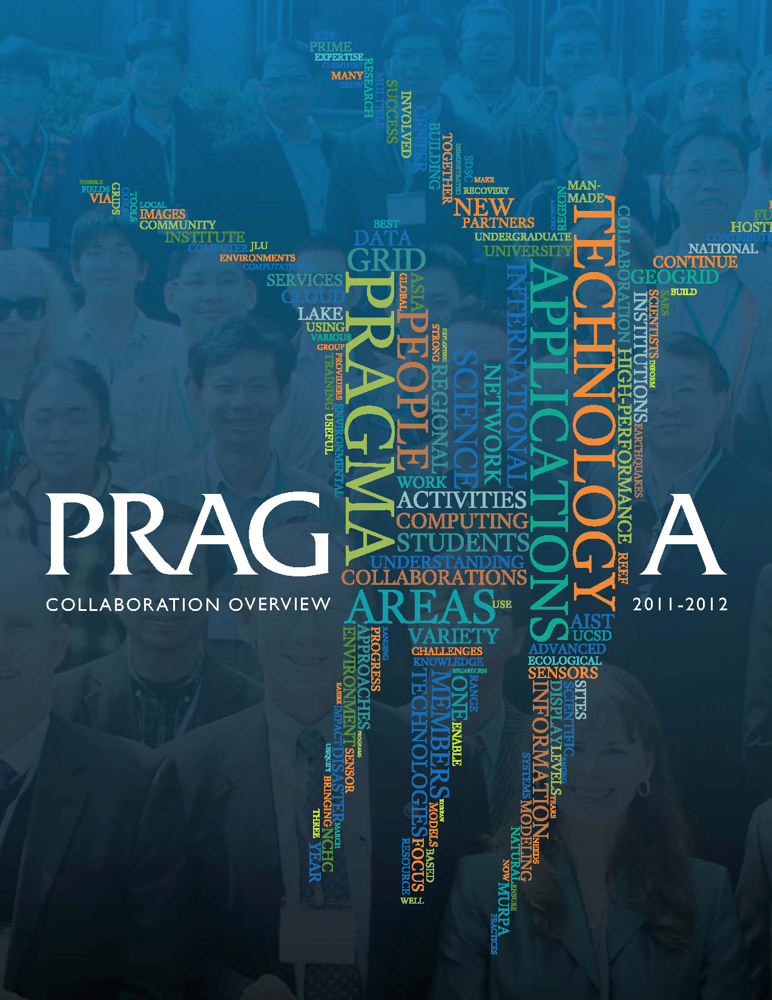 KEY
PRIME
EXPERTISE
CHEMISTRY
MANY
GROW
RESEARCH
MULTIPLE
SUCCESS
INVOLVED
CENTER
BUILDING
TOGETHER
DEMONSTRATED
SDSC
MAKE
RECOVERY
NEW
PARTNERS
UNDERGRADUATE
UNIVERSITY
REGION
MAN-
MADE
POSSIBLE
FIELDS
VIA
GRIDS
CORAL
TOOLS
LOCAL
IMAGES
COMMUNITY
INSTITUTE
COMPUTER
JLU
ENVIRONMENTS
COMPUTATIONAL
SERVICES
CLOUD
LAKE
USING
VARIOUS
GROUP
BEST
DATA
GRID
PRAGMA
GLOBAL
ASIA
PEOPLE
STRONG
EXPLOITING
REGIONAL
SCIENCE
NETWORK
INTERNATIONAL
APPLICATIONS
TECHNOLOGY
COLLABORATION
HIGH-PERFORMANCE
REEF
INSTITUTIONS
EARTHQUAKES
SCIENTISTS
INFORM
SARS
BUILD
GEOGRID
CONTINUE
NATIONAL
CONTRIBUTE
HOSTE
FU
TRAINING
USEFUL
PROVIDERS
ENVIRONMENTAL
WORK
ACTIVITIES
COMPUTING
STUDENTS
UNDERSTANDING
COLLABORATIONS
PRAG A
COLLABORATION OVERVIEW 2011-2012
AREAS
USE
VARIETY
CHALLENGES
KNOWLEDGE
REGARDLESS
AIST
UCSD
ADVANCED
ECOLOGICAL
SENSORS
ENVIRONMENT
APPROACHES
PROGRESS
RANGING
EASIER
IMPACT
DISASTER
PROGRAMS
SENSOR
UBIQUITY
BRINGING
THREE
NCHC
MARCH
YEAR
TECHNOLOGIES
MEMBERS
ONE
RANGE
ENABLE
KOREAN
MODELS
BASED
FOCUS
RESOURCE
WELL
INFORMATION
DISPLAY
SCIENTIFIC
SITES
LEVELS
AMONG
YEARS
SYSTEMS
MODELING
NEEDS
NATURAL
NOW
ENSURE
MURPA
PRACTICES